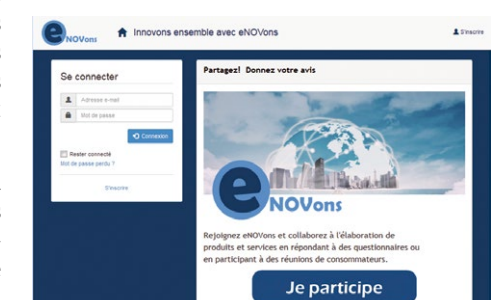 eNOVons
Innovons ensemble avec eNOVons
S'inscrire
Se connecter
Adresse e-mail
Mot de passe
Connexion
Rester connecté
Mot de passe perdu ?
S'inscrire
Partagez! Donnez votre avis
eNOVons
Rejoignez eNOVons et collaborez à l'élaboration de
produits et services en répondant à des questionnaires ou
en participant à des réunions de consommateurs.
Je participe